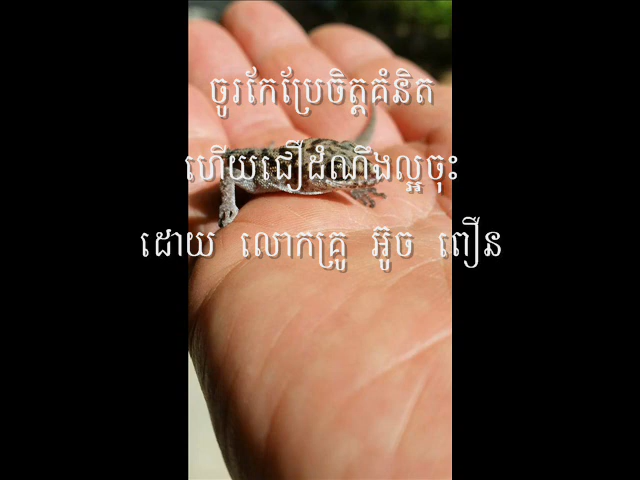 ចូរកែប្រែចិត្តគំនិត
ហើយជឿដំណឹងល្អចុះ
ដោយ លោកគ្រូ អ៊ូច ពឿន